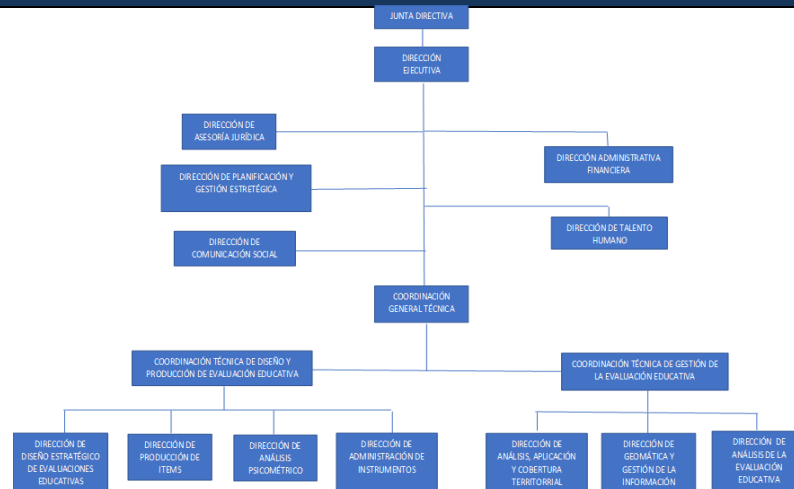 JUNTA DIRECTIVA
DIRECCIÓN
EJECUTIVA
DIRECCIÓN DE
ASESORÍA JURÍDICA
DIRECCIÓN ADMINISTRATIVA
FINANCIERA
DIRECCIÓN DE PLANIFICACIÓN Y
GESTIÓN ESTRETÉGICA
DIRECCIÓN DE TALENTO
HUMANO
DIRECCIÓN DE
COMUNICACIÓN SOCIAL
COORDINACIÓN
GENERAL TÉCNICA
COORDINACIÓN TÉCNICA DE DISEÑO Y
PRODUCCIÓN DE EVALUACIÓN EDUCATIVA
COORDINACIÓN TÉCNICA DE GESTIÓN DE
LA EVALUACIÓN EDUCATIVA
DIRECCIÓN DE
DISEÑO ESTRATÉGICO
DE EVALUACIONES
EDUCATIVAS
DIRECCIÓN DE
PRODUCCIÓN DE
ITEMS
DIRECCIÓN DE
ANÁLISIS
PSICOMÉTRICO
DIRECCIÓN DE
ADMINISTRACIÓN DE
INSTRUMENTOS
DIRECCIÓN DE
ANÁLISIS, APLICACIÓN
Y COBERTURA
TERRITORRIAL
DIRECCIÓN DE
GEOMÁTICA Y
GESTIÓN DE LA
INFORMACIÓN
DIRECCIÓN DE
ANÁLISIS DE LA
EVALUACIÓN
EDUCATIVA